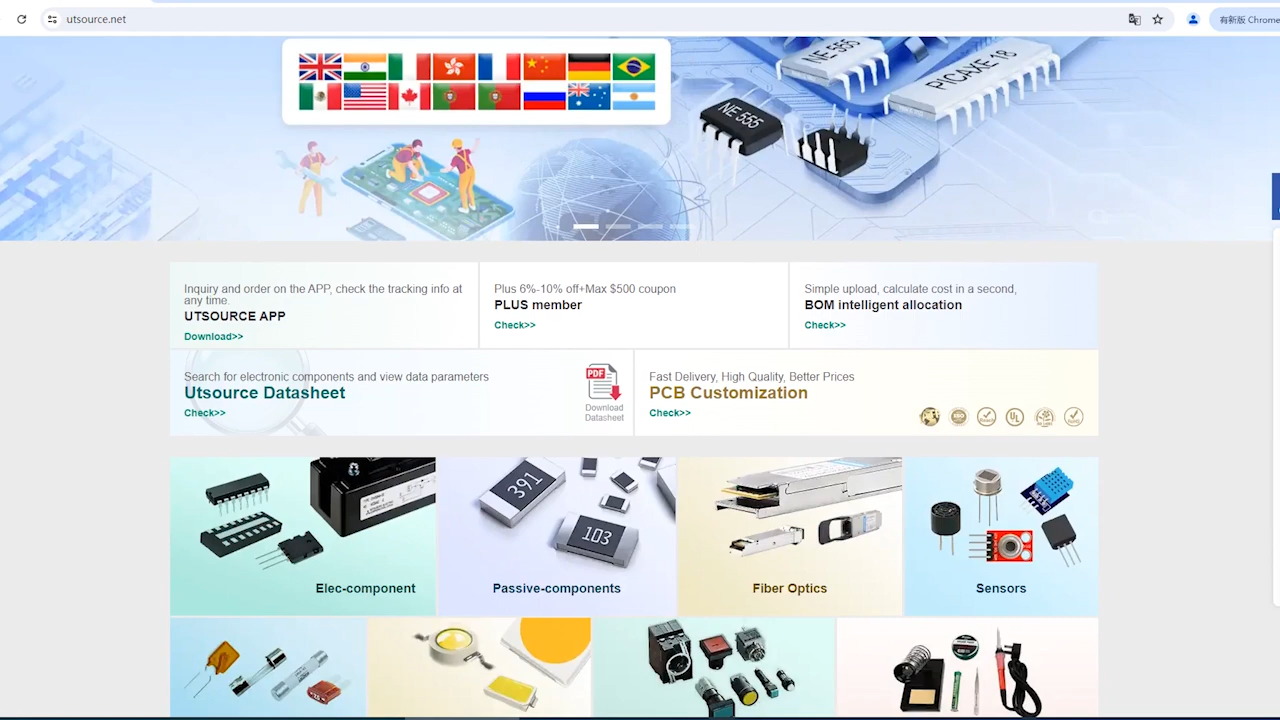 utsource.net
有新版 Chrome
NE 555
PICAXE-18
NE 555
Inquiry and order on the APP, check the tracking info at
any time.
UTSOURCE APP
Download>>
Plus 6%-10% off+Max $500 coupon
PLUS member
Check>>
Simple upload, calculate cost in a second,
BOM intelligent allocation
Check>>
Search for electronic components and view data parameters
Utsource Datasheet
Check>>
PDF
Download
Datasheet
Fast Delivery, High Quality, Better Prices
PCB Customization
Check>>
UL
391
103
Elec-component
Passive-components
Fiber Optics
Sensors